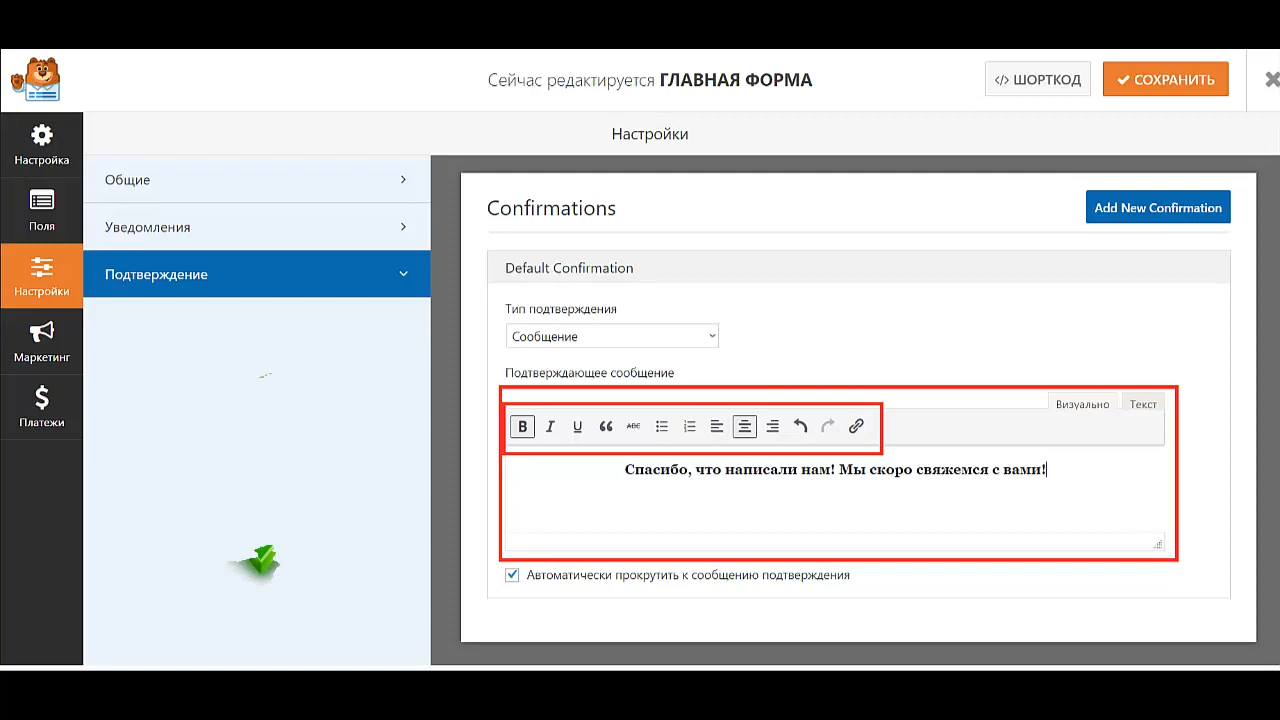 Сейчас редактируется ГЛАВНАЯ ФОРМА
</> ШОРТКОД
СОХРАНИТЬ
Настройка
Поля
Настройки
Маркетинг
Платежи
Настройки
Общие
Уведомления
Подтверждение
Confirmations
Add New Confirmation
Default Confirmation
Тип подтверждения
Сообщение
Подтверждающее сообщение
Визуально
Текст
B I U ABC
Спасибо, что написали нам! Мы скоро свяжемся с вами!
Автоматически прокрутить к сообщению подтверждения